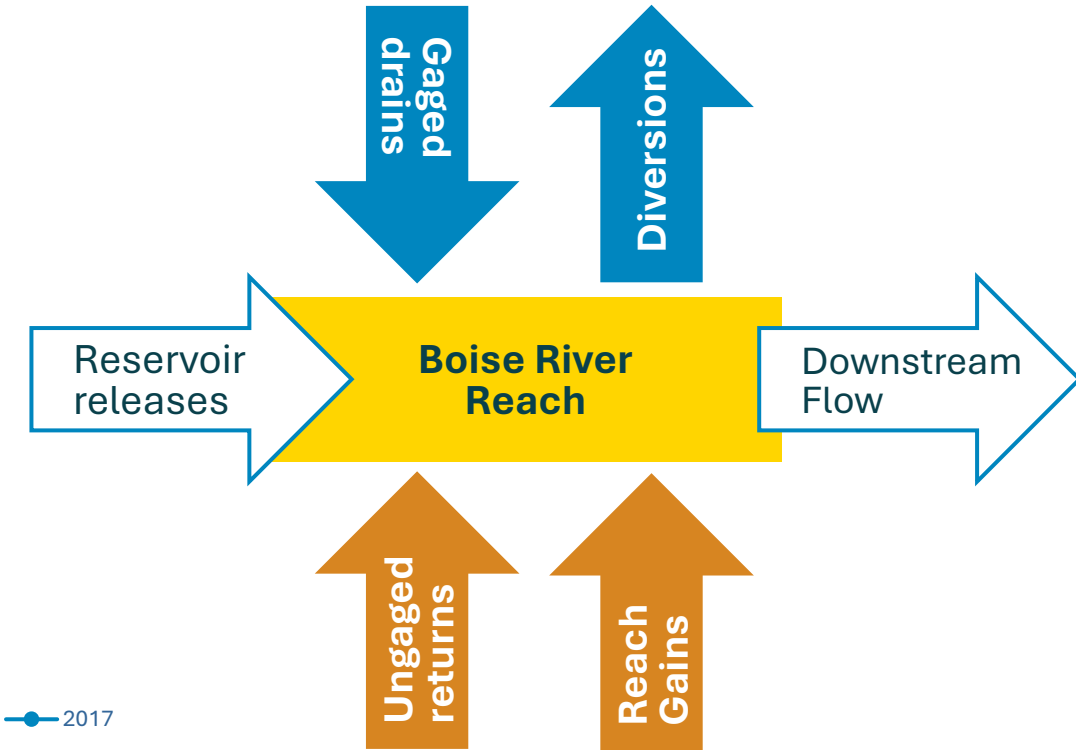 Gaged
drains
Diversions
Reservoir
releases
Boise River
Reach
Downstream
Flow
Ungaged
returns
Reach
Gains
2017